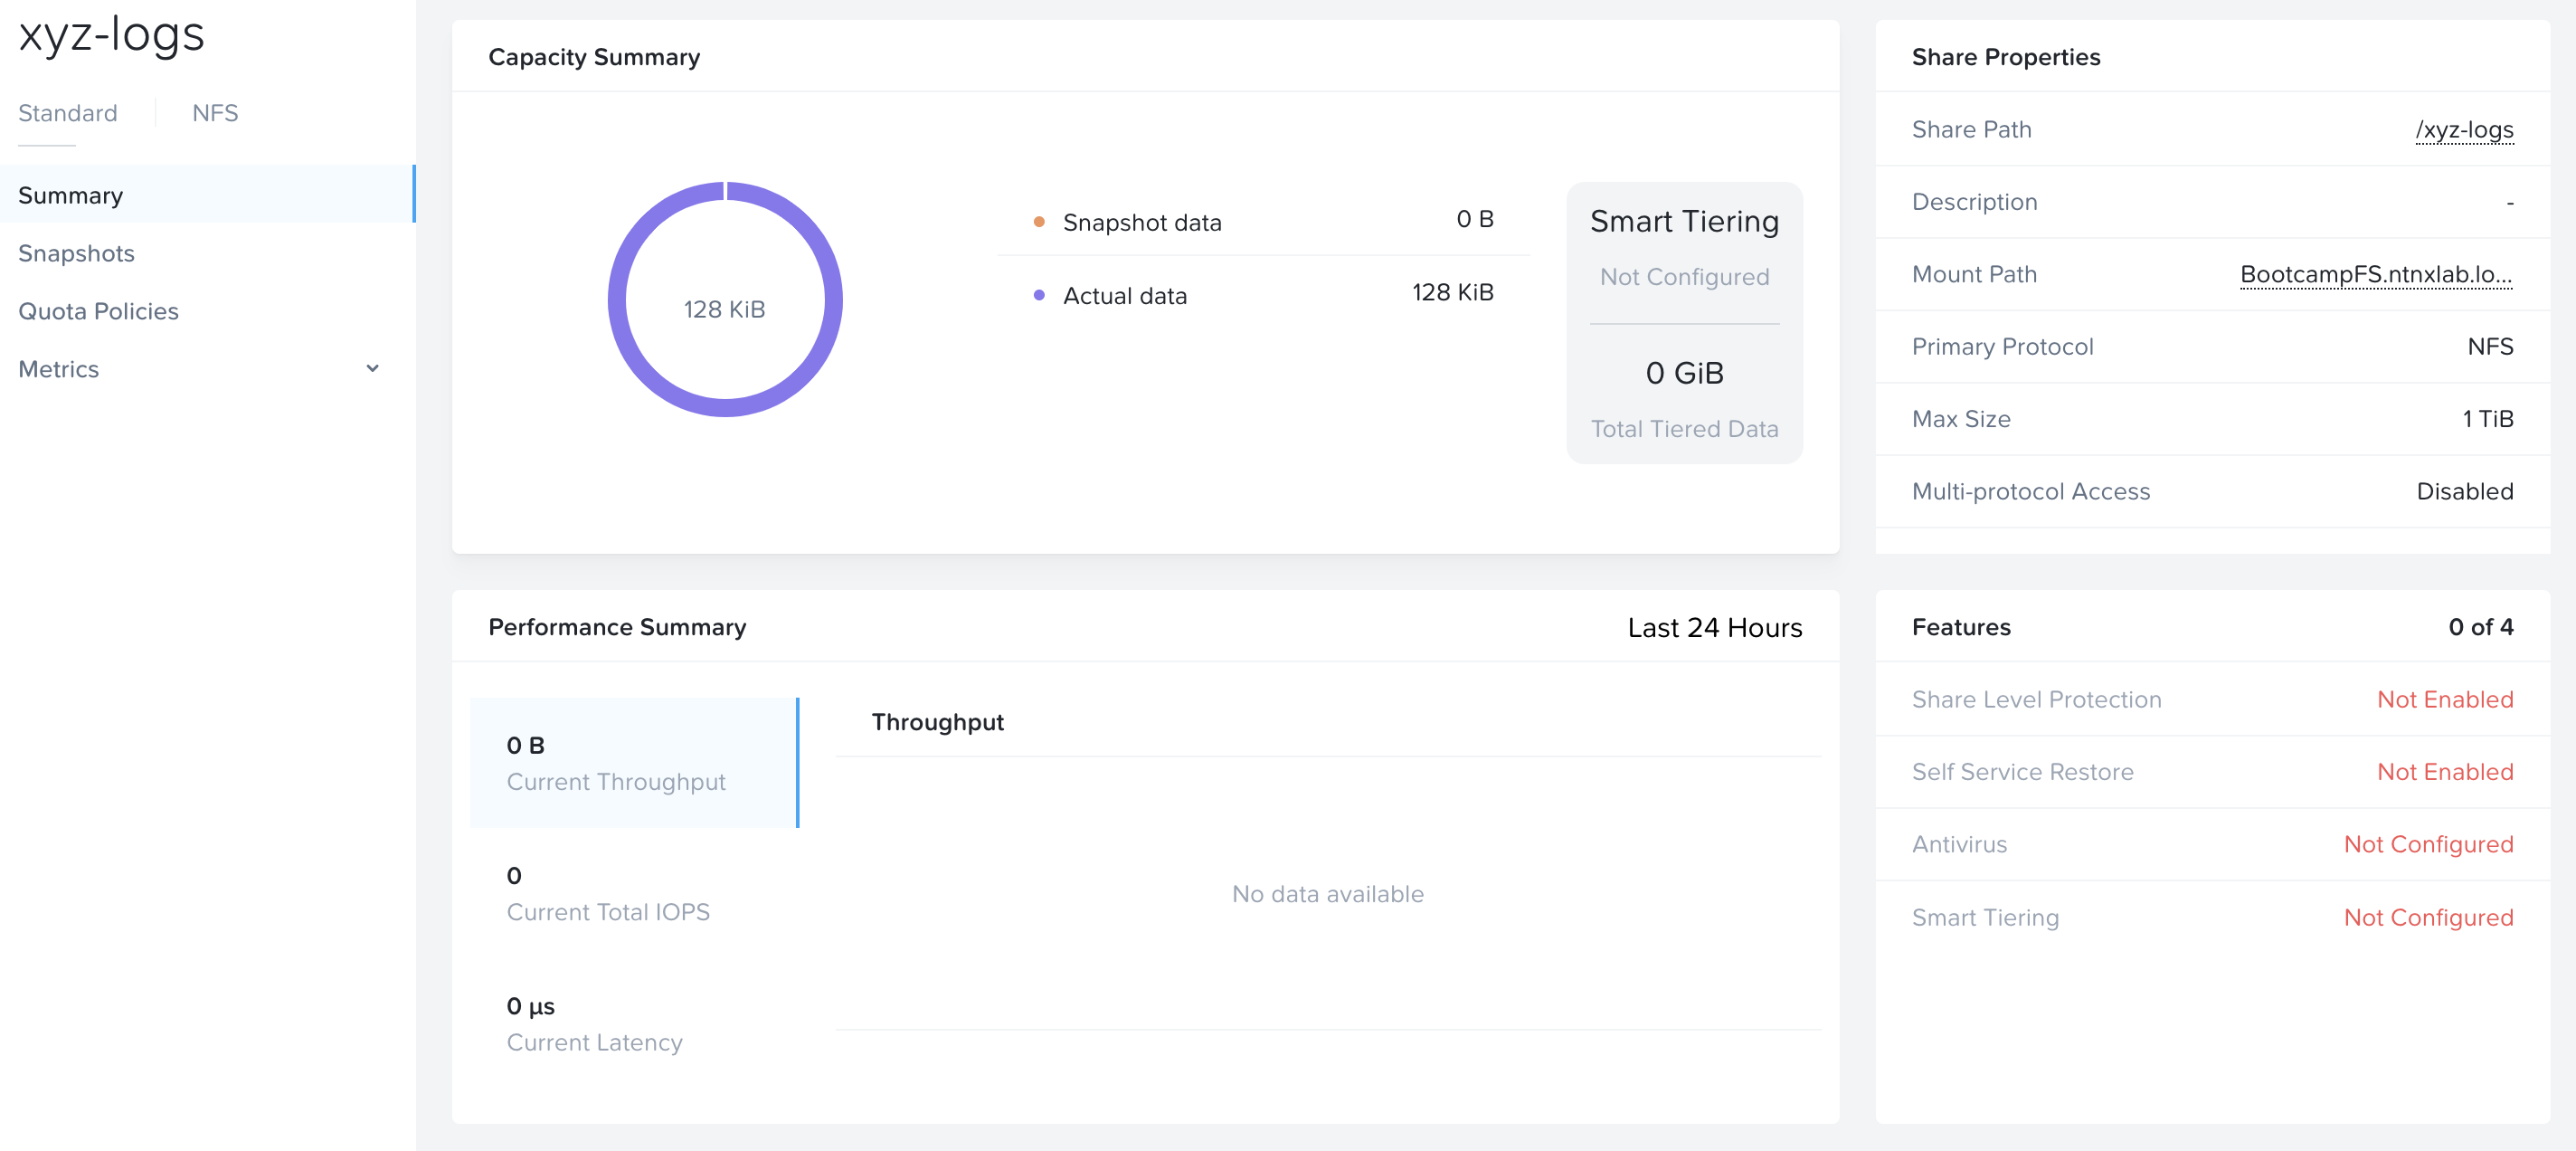 xyz-logs
Standard
NFS
Summary
Snapshots
Quota Policies
Metrics
Capacity Summary
128 KiB
Snapshot data 0 B
Actual data 128 KiB
Smart Tiering
Not Configured
0 GiB
Total Tiered Data
Share Properties
Share Path /xyz-logs
Description -
Mount Path BootcampFS.ntnxlab.lo...
Primary Protocol NFS
Max Size 1 TiB
Multi-protocol Access Disabled
Performance Summary Last 24 Hours
0 B
Current Throughput
0
Current Total IOPS
0 µs
Current Latency
Throughput
No data available
Features 0 of 4
Share Level Protection Not Enabled
Self Service Restore Not Enabled
Antivirus Not Configured
Smart Tiering Not Configured